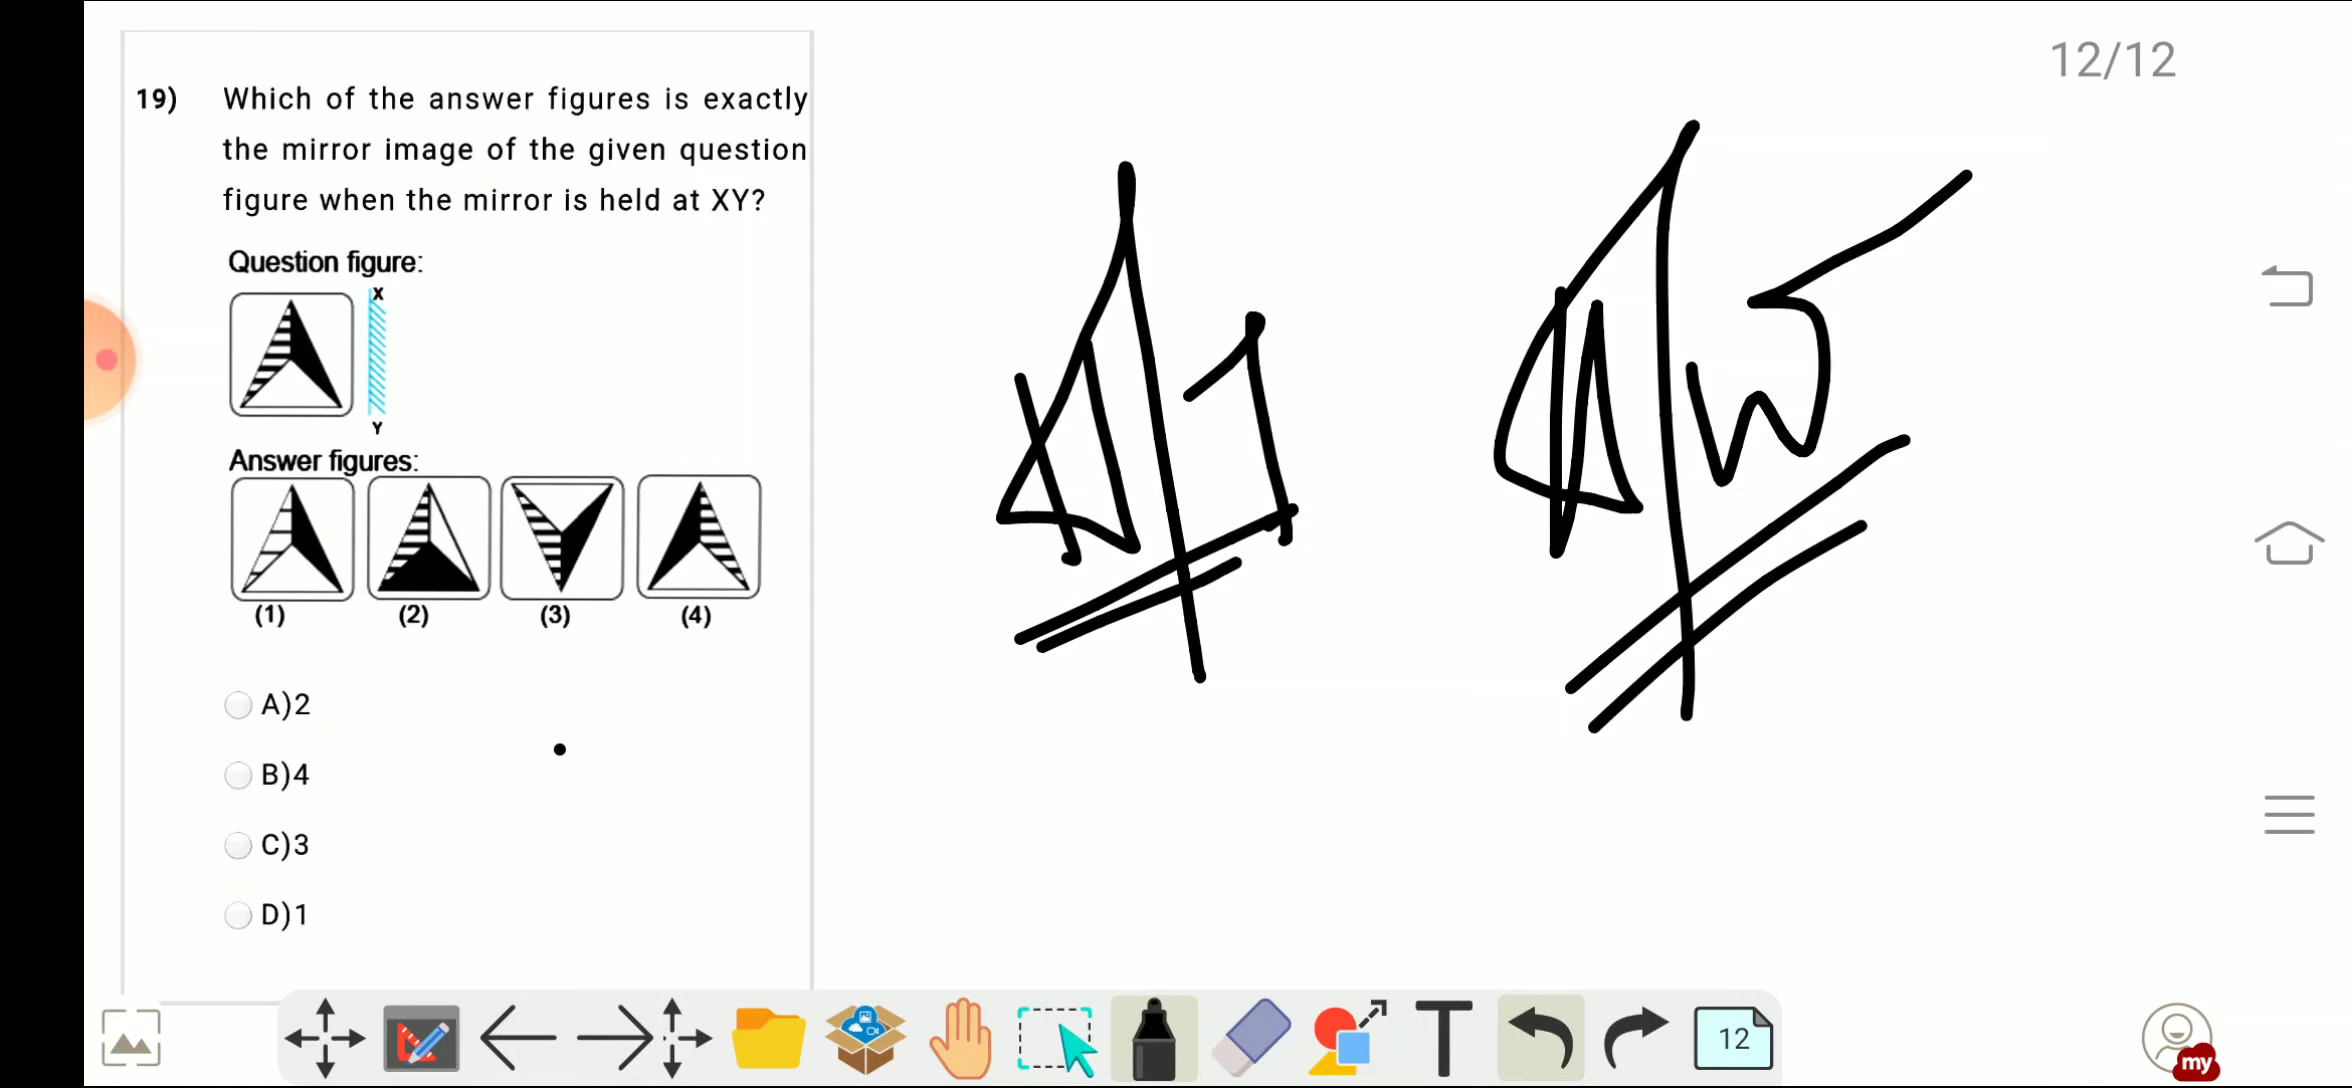 12/12
19) Which of the answer figures is exactly
the mirror image of the given question
figure when the mirror is held at XY?
Question figure:
X
Y
Answer figures:
(1) (2) (3) (4)
A)2
B)4
C)3
D)1
T
12
my